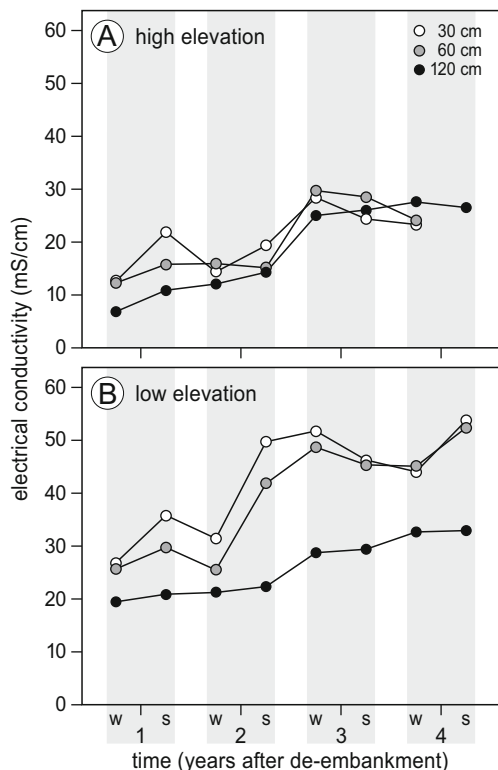 60
50
40
30
20
10
0
A high elevation
30 cm
60 cm
120 cm
electrical conductivity (mS/cm)
60
50
40
30
20
10
0
B low elevation
w s w s w s w s
1 2 3 4
time (years after de-embankment)